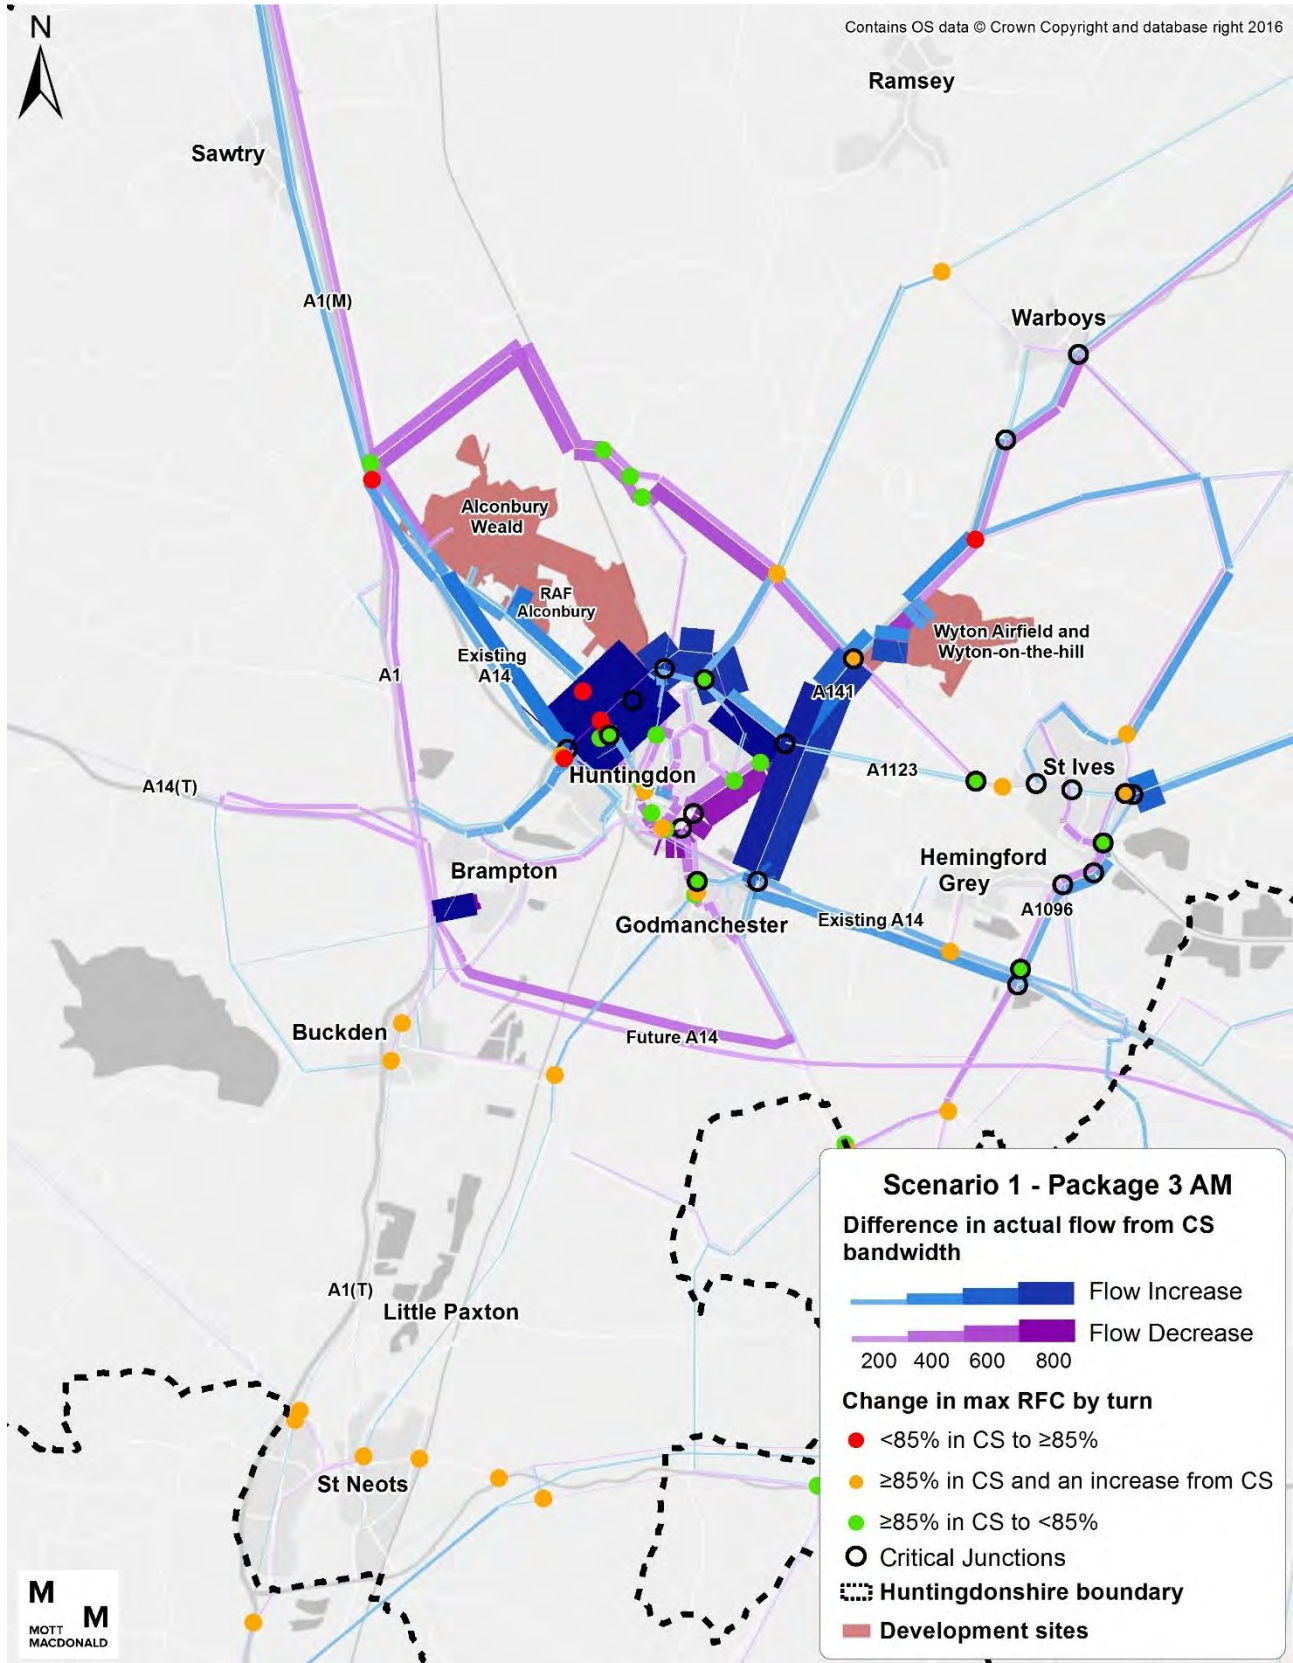 Contains OS data © Crown Copyright and database right 2016
N
Ramsey
Sawtry
A1(M)
Warboys
Alconbury
Weald
RAF
Alconbury
Wyton Airfield and
Wyton-on-the-hill
Existing
A14
A1
A141
St Ives
A1123
Huntingdon
A14(T)
Hemingford
Grey
Brampton
A1096
Existing A14
Godmanchester
Buckden
Future A14
Scenario 1 - Package 3 AM
Difference in actual flow from CS
bandwidth
Flow Increase
Flow Decrease
200 400 600 800
Change in max RFC by turn
<85% in CS to ≥85%
≥85% in CS and an increase from CS
≥85% in CS to <85%
Critical Junctions
Huntingdonshire boundary
Development sites
A1(T)
Little Paxton
St Neots
M
M
MOTT
MACDONALD